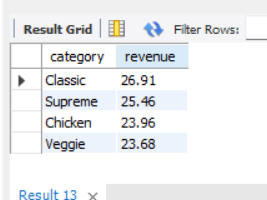 Result Grid Filter Rows:
category revenue
Classic 26.91
Supreme 25.46
Chicken 23.96
Veggie 23.68
Result 13 ×